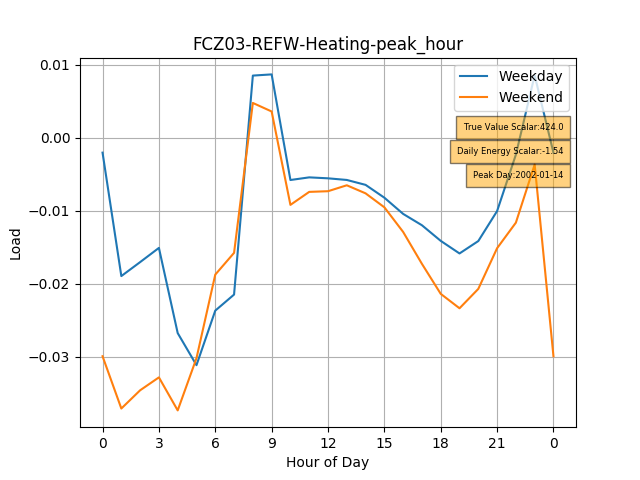 FCZ03-REFW-Heating-peak_hour
0.01
0.00
−0.01
−0.02
−0.03
Load
0
3
6
9
12
15
18
21
0
Hour of Day
Weekday
Weekend
True Value Scalar:424.0
Daily Energy Scalar:-1.54
Peak Day:2002-01-14